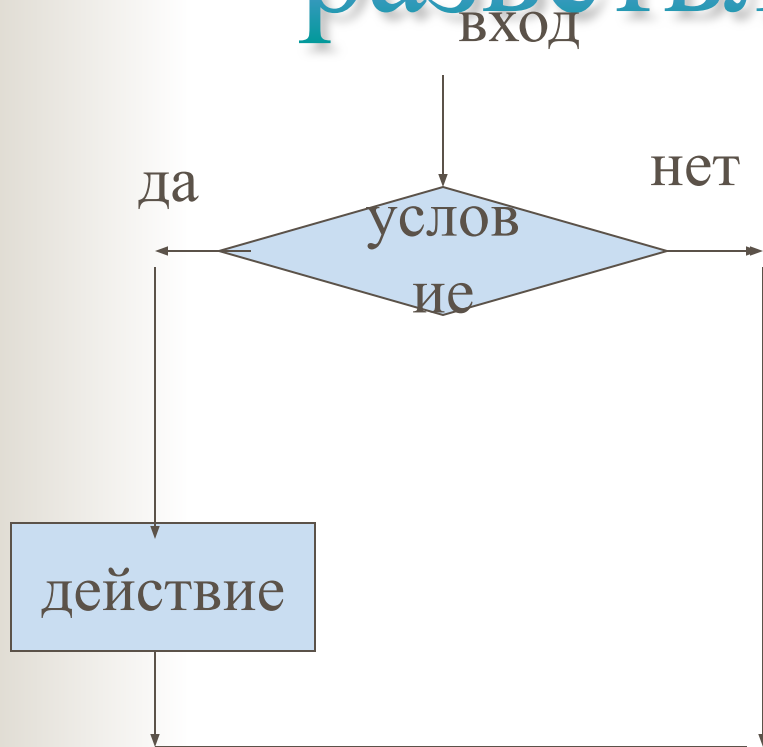 вход
нет
да
услов
ие
действие